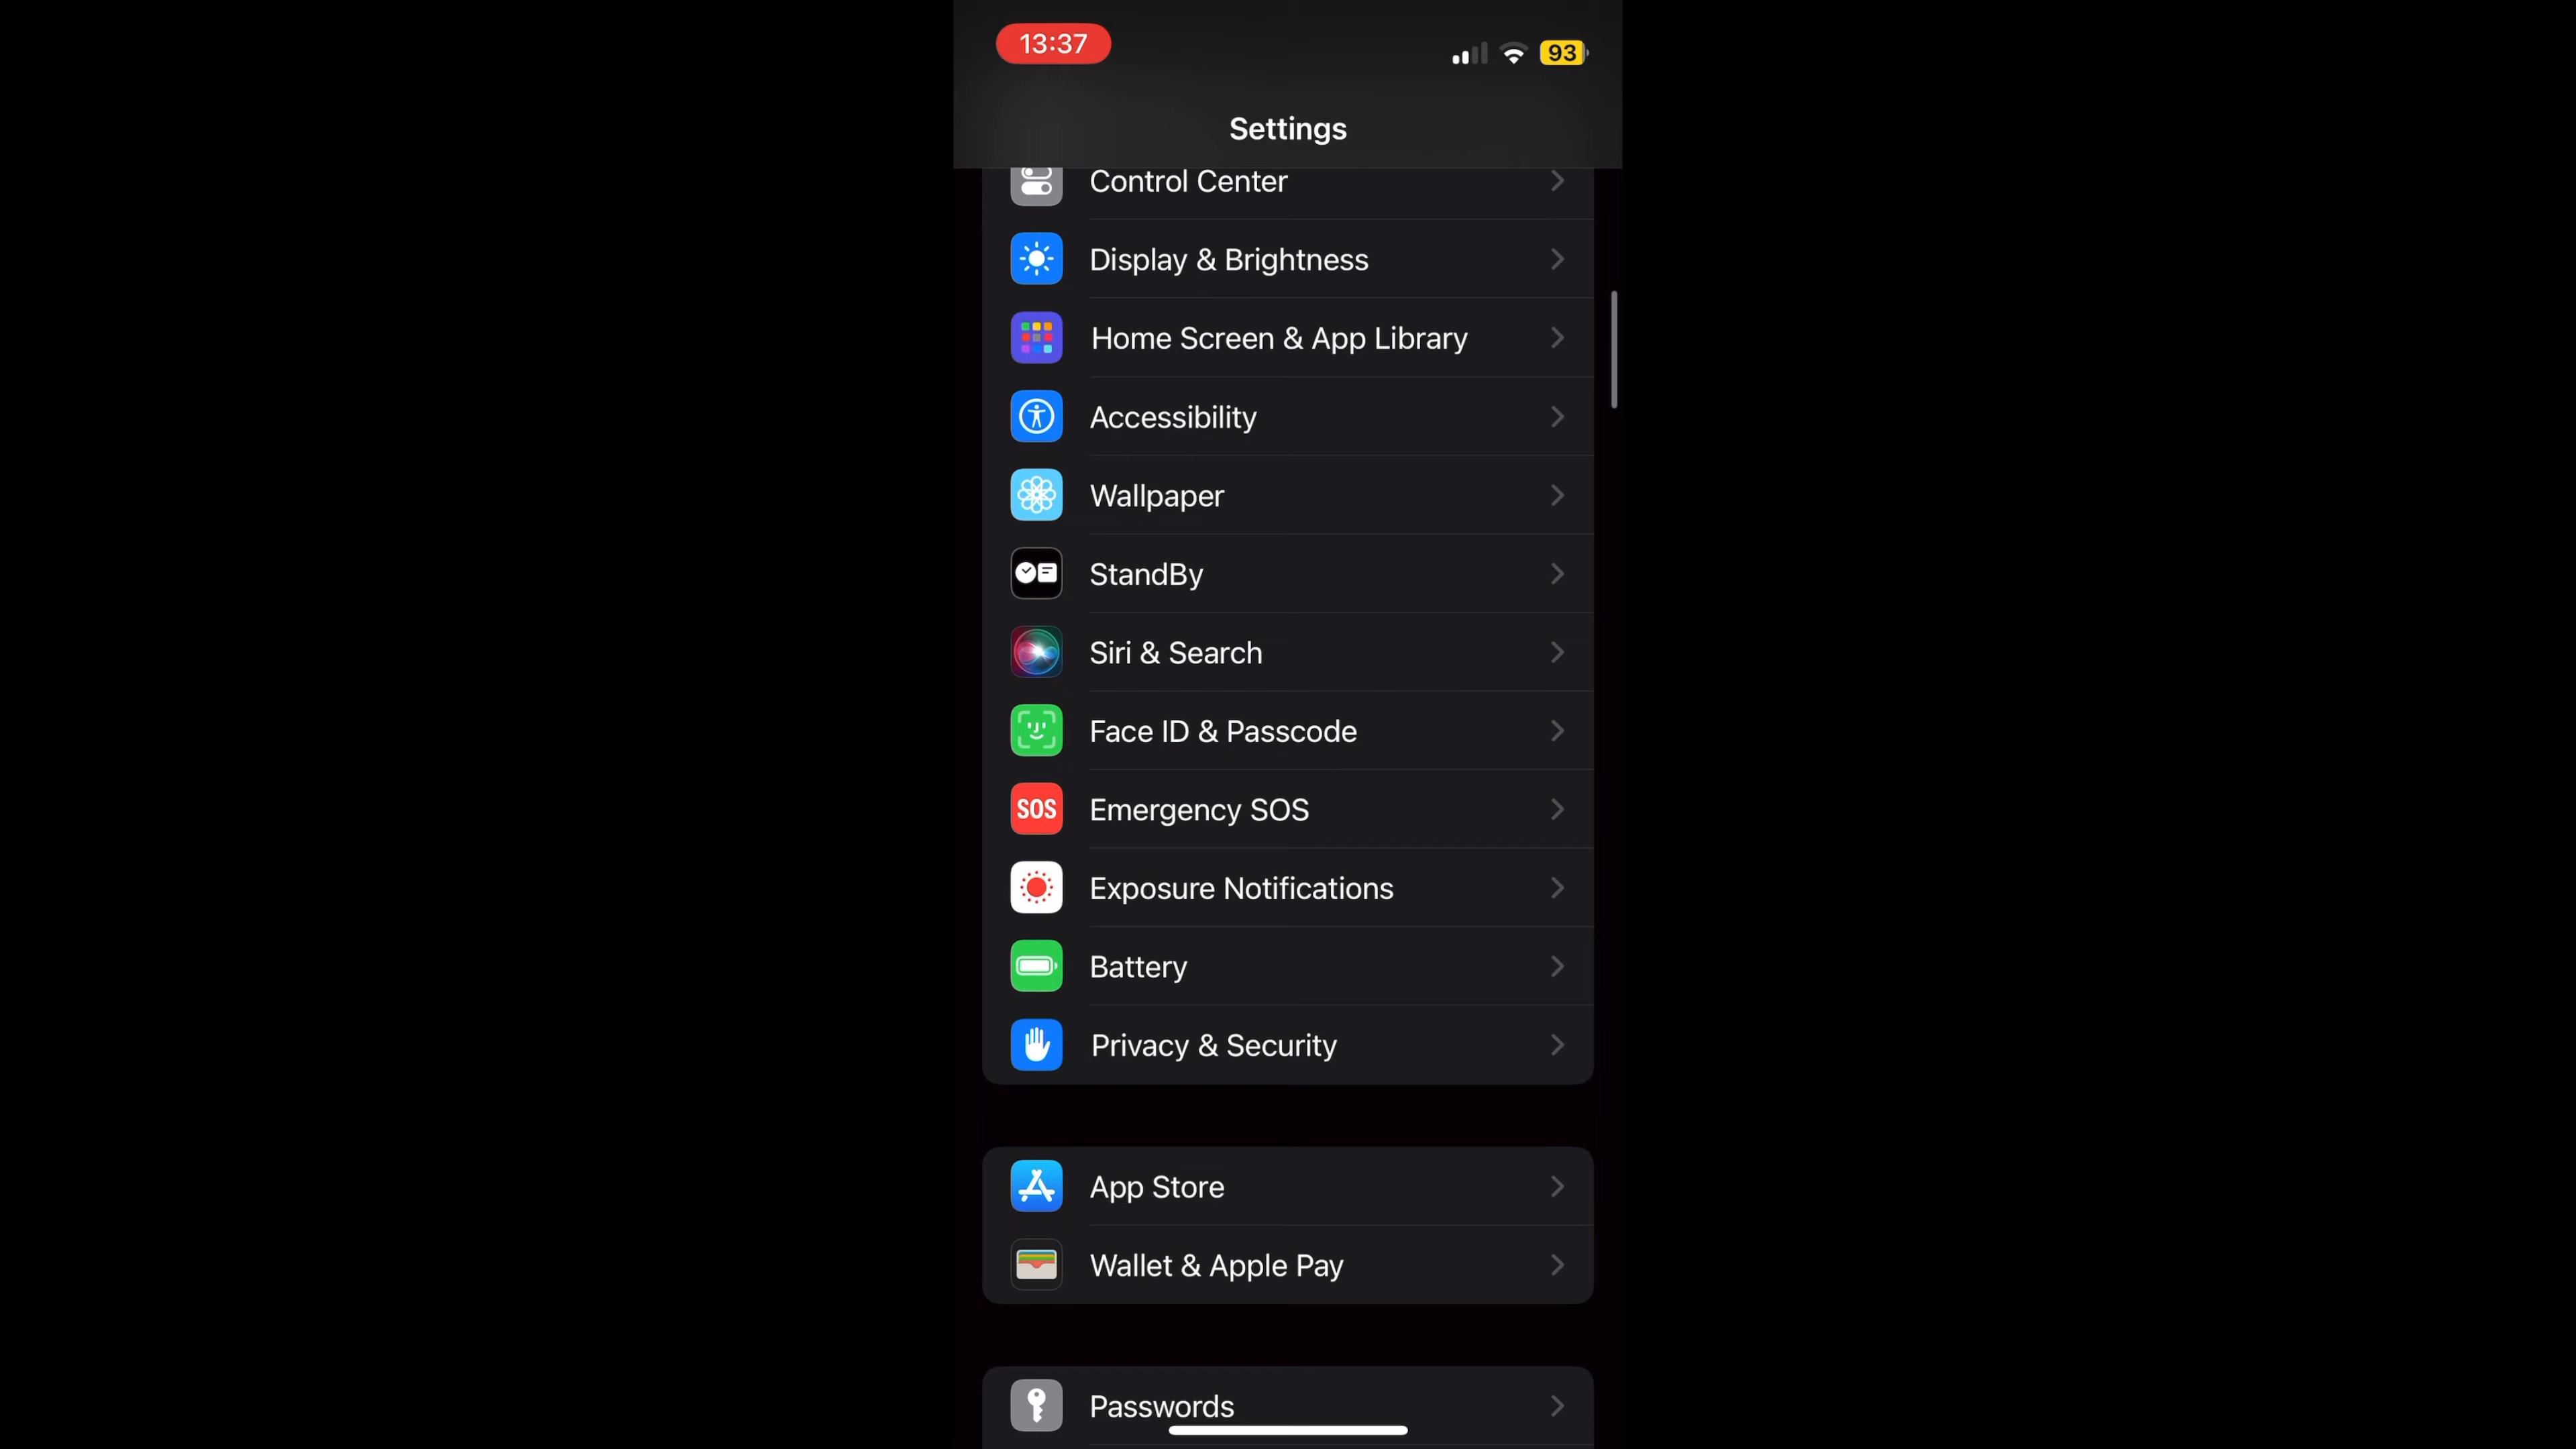 13:37
93
Settings
Control Center
Display & Brightness
Home Screen & App Library
Accessibility
Wallpaper
StandBy
Siri & Search
Face ID & Passcode
SOS Emergency SOS
Exposure Notifications
Battery
Privacy & Security
App Store
Wallet & Apple Pay
Passwords